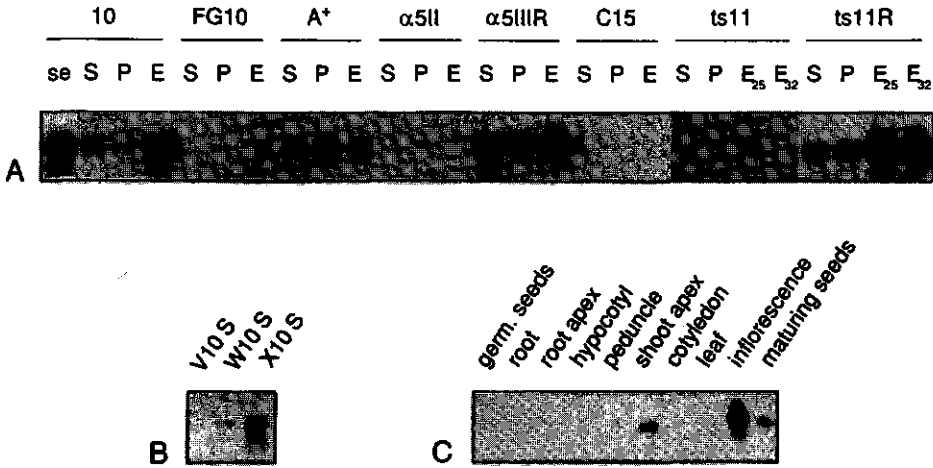 10 FG10 A+ α5II α5IIIR C15 ts11 ts11R
se S P E S P E S P E S P E S P E S P E S P E25 E32 S P E25 E32
A
V10 S
W10 S
X10 S
B
germ. seeds
root
root apex
hypocotyl
peduncle
shoot apex
cotyledon
leaf
inflorescence
maturing seeds
C